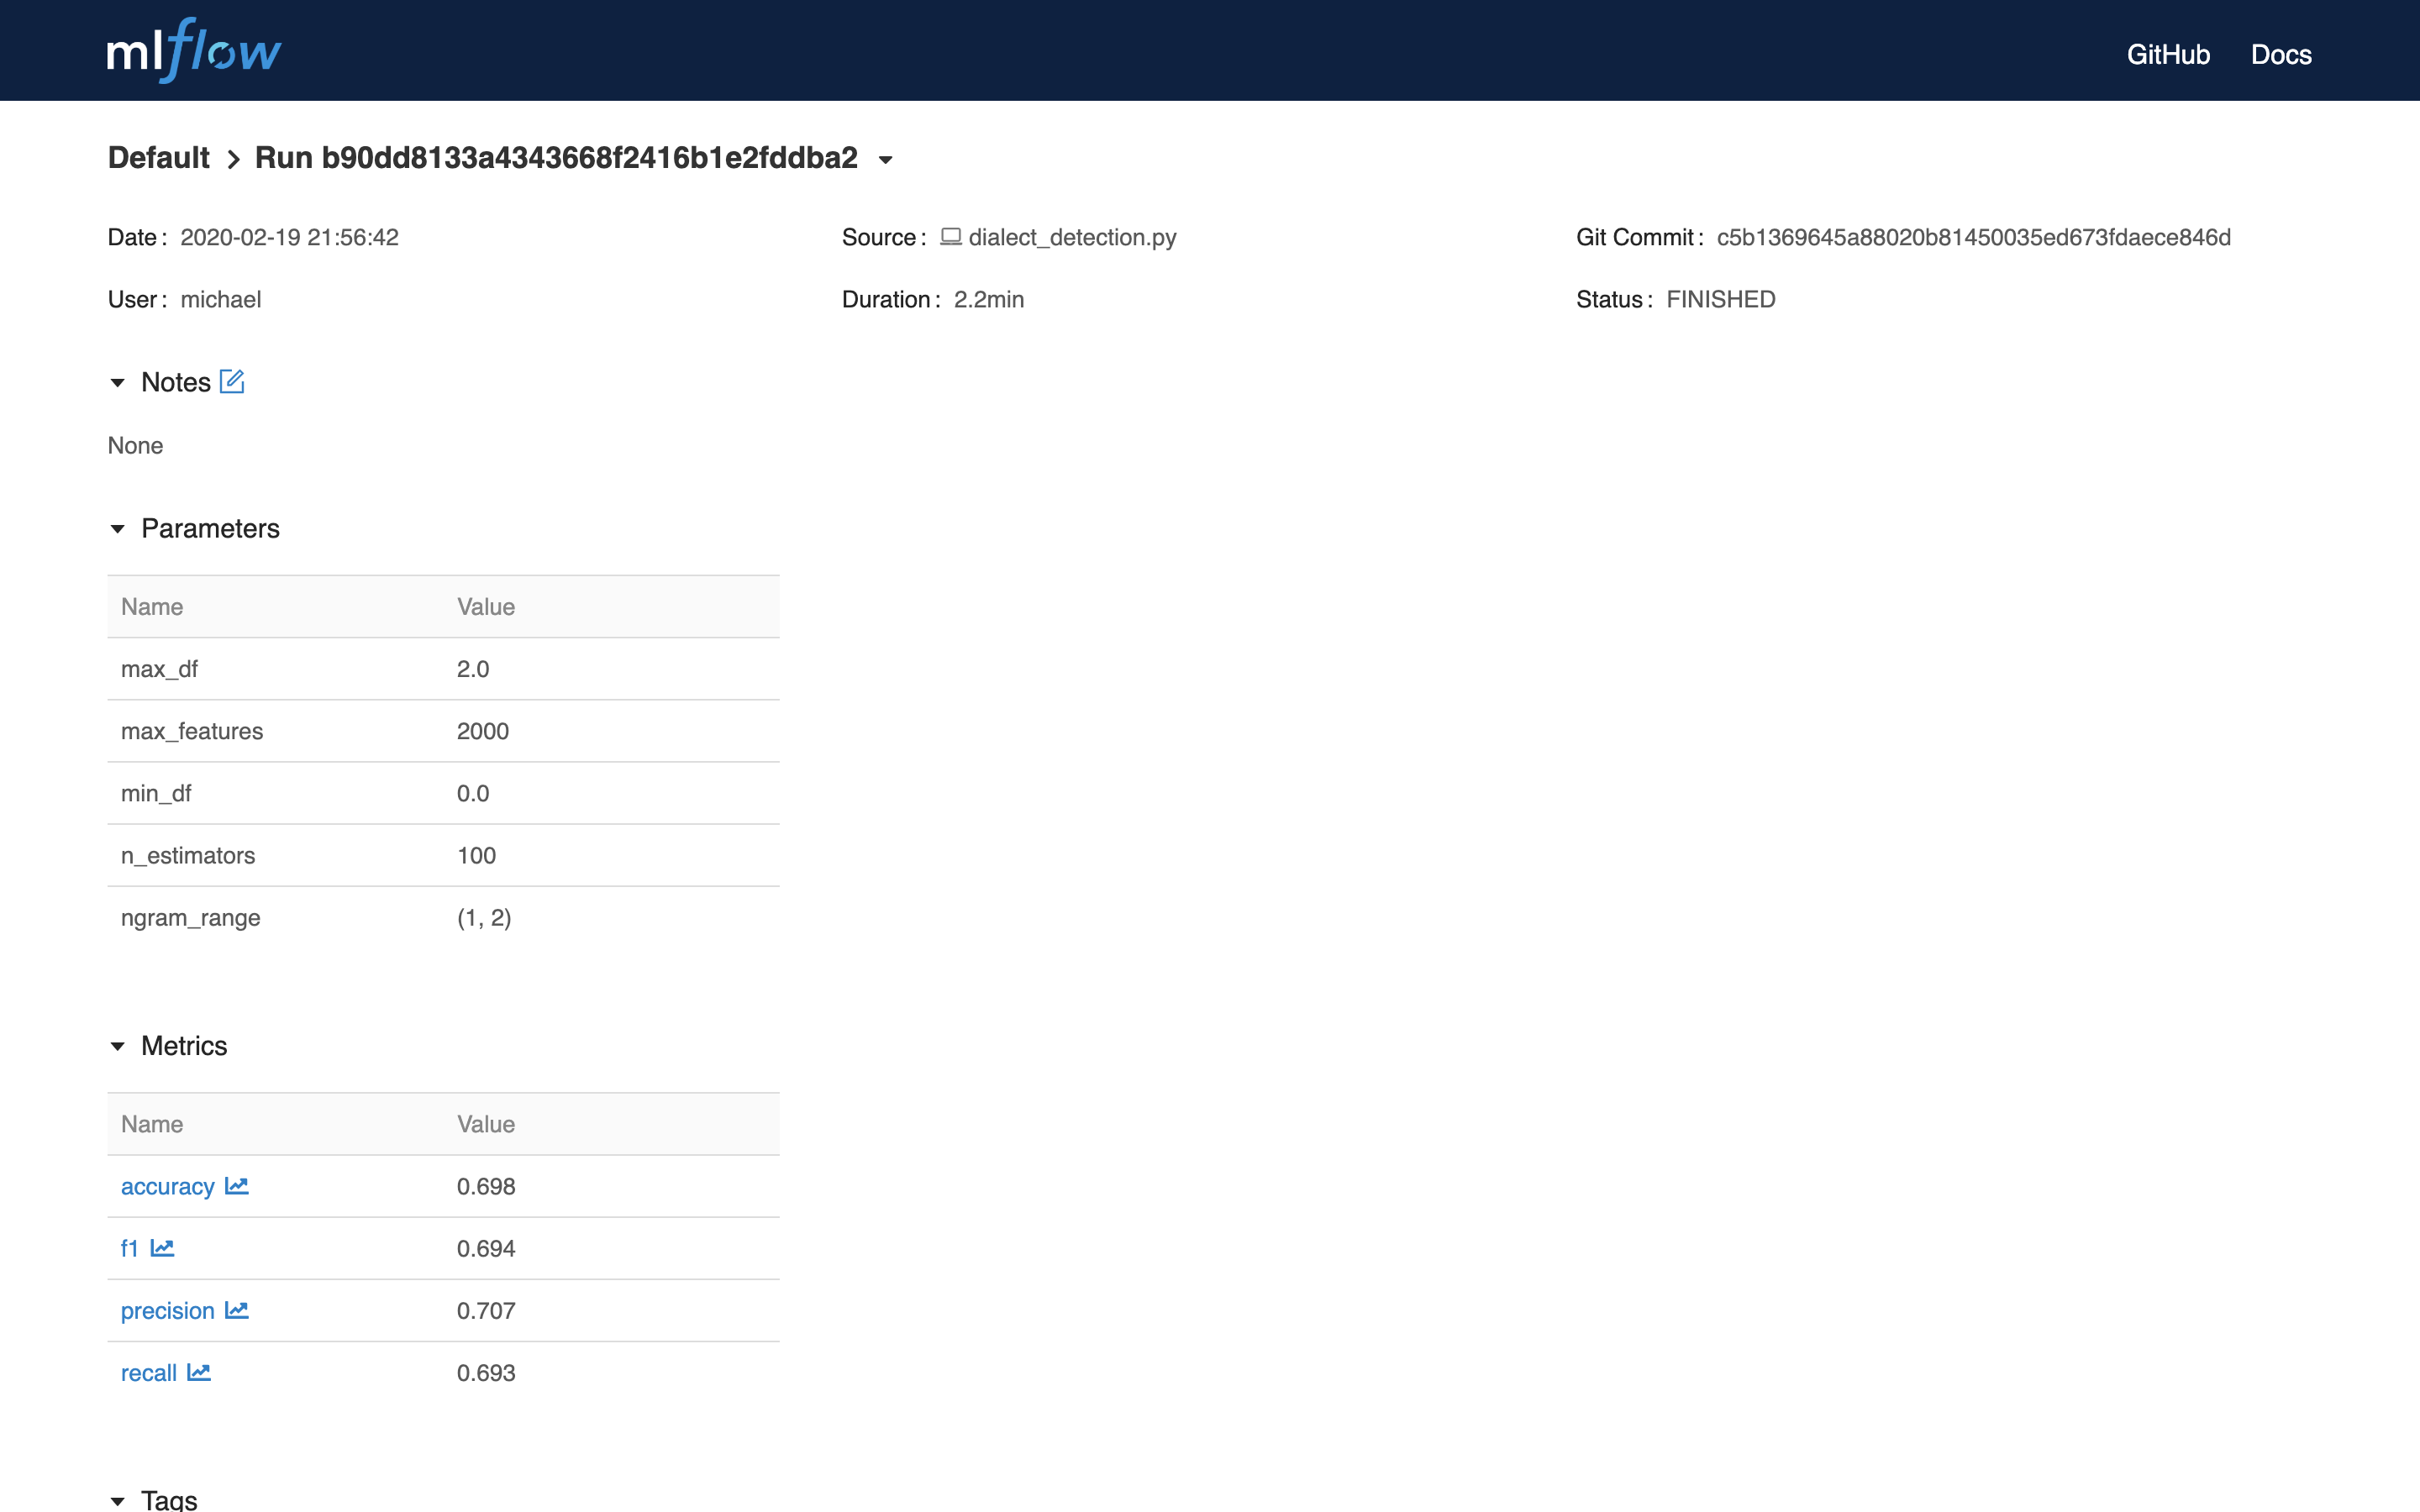 mlflow GitHub Docs
Default > Run b90dd8133a4343668f2416b1e2fddba2
Date: 2020-02-19 21:56:42 Source: dialect_detection.py Git Commit: c5b1369645a88020b81450035ed673fdaece846d
User: michael Duration: 2.2min Status: FINISHED
Notes
None
Parameters
Name Value
max_df 2.0
max_features 2000
min_df 0.0
n_estimators 100
ngram_range (1, 2)
Metrics
Name Value
accuracy 0.698
f1 0.694
precision 0.707
recall 0.693
Tags